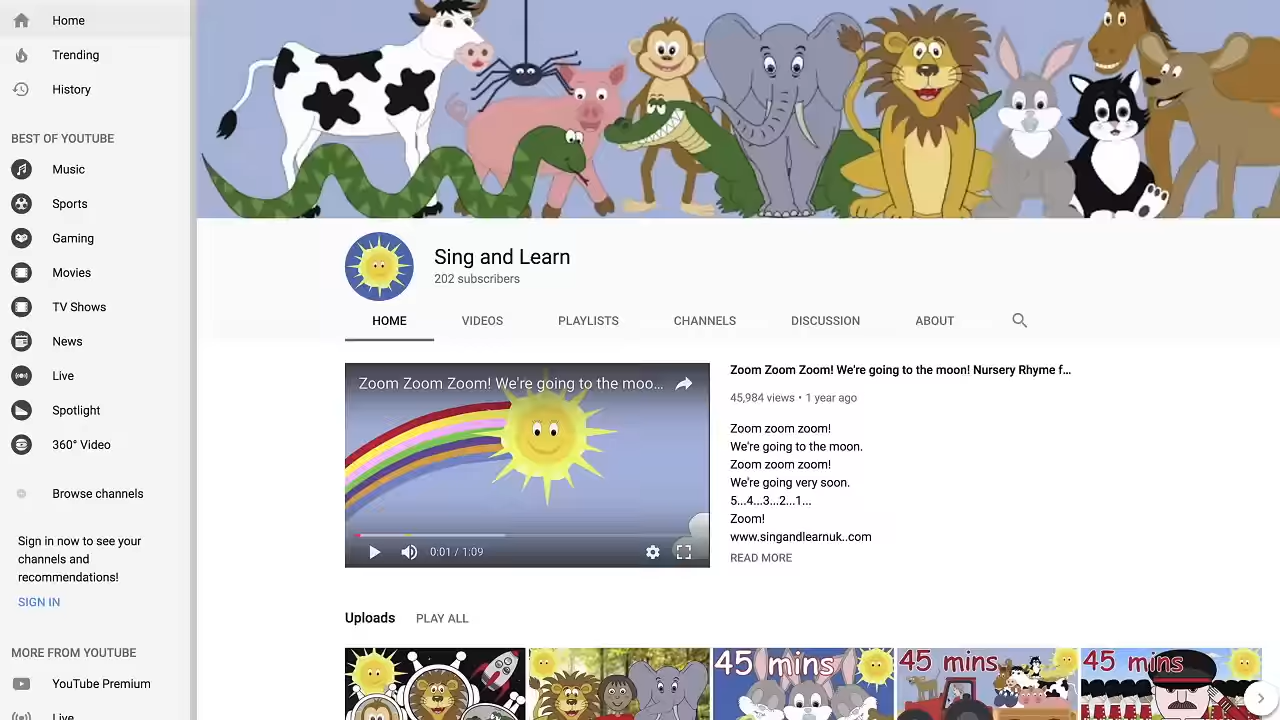 Home
Trending
History
BEST OF YOUTUBE
Music
Sports
Gaming
Movies
TV Shows
News
Live
Spotlight
360° Video
Browse channels
Sign in now to see your
channels and
recommendations!
SIGN IN
MORE FROM YOUTUBE
YouTube Premium
Live
Sing and Learn
202 subscribers
HOME VIDEOS PLAYLISTS CHANNELS DISCUSSION ABOUT
Zoom Zoom Zoom! We're going to the moo...
0:01 / 1:09
Zoom Zoom Zoom! We're going to the moon! Nursery Rhyme f...
45,984 views • 1 year ago
Zoom zoom zoom!
We're going to the moon.
Zoom zoom zoom!
We're going very soon.
5...4...3...2...1...
Zoom!
www.singandlearnuk..com
READ MORE
Uploads PLAY ALL
45 mins
45 mins
45 mins